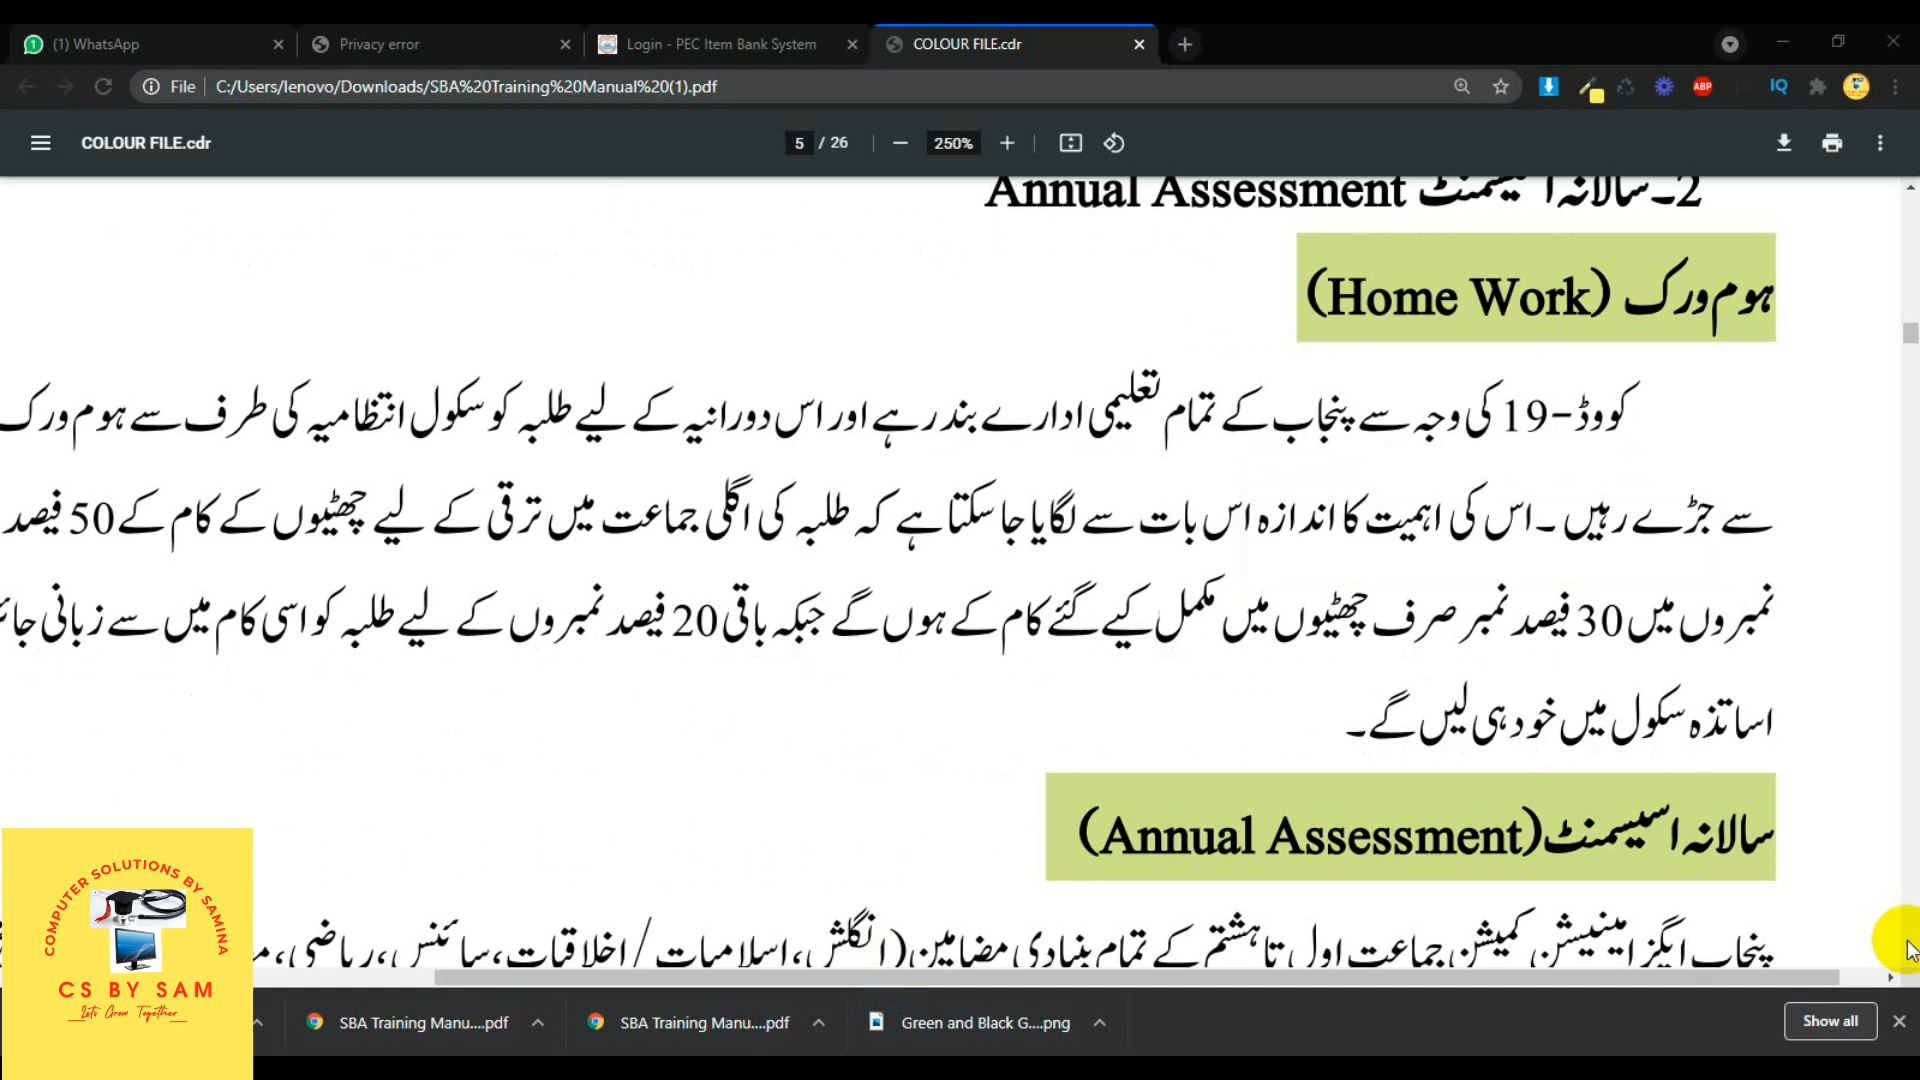 (1) WhatsApp
Privacy error
Login - PEC Item Bank System
COLOUR FILE.cdr
File
C:/Users/lenovo/Downloads/SBA%20Training%20Manual%20(1).pdf
ABP
IQ
COLOUR FILE.cdr
5 / 26
250%
2۔سالانہ اسیسمنٹ Annual Assessment
ہوم ورک (Home Work)
کووڈ-19 کی وجہ سے پنجاب کے تمام تعلیمی ادارے بند رہے اور اس دورانیہ کے لیے طلبہ کو سکول انتظامیہ کی طرف سے ہوم ورک
سے جڑے رہیں ۔اس کی اہمیت کا اندازہ اس بات سے لگایا جا سکتا ہے کہ طلبہ کی اگلی جماعت میں ترقی کے لیے چھٹیوں کے کام کے 50 فیصد
نمبروں میں 30 فیصد نمبر صرف چھٹیوں میں مکمل کیے گئے کام کے ہوں گے جبکہ باقی 20 فیصد نمبروں کے لیے طلبہ کو اسی کام میں سے زبانی
اساتذہ سکول میں خود ہی لیں گے۔
سالانہ اسیسمنٹ(Annual Assessment)
پنجاب ایگزامینیشن کمیشن جماعت اول تا ہشتم کے تمام بنیادی مضامین (انگلش،اسلامیات /اخلاقیات،سائنس،ریاضی،
COMPUTER SOLUTIONS BY SAMINA
CS BY SAM
Lets Grow Together
SBA Training Manu....pdf
SBA Training Manu....pdf
Green and Black G....png
Show all